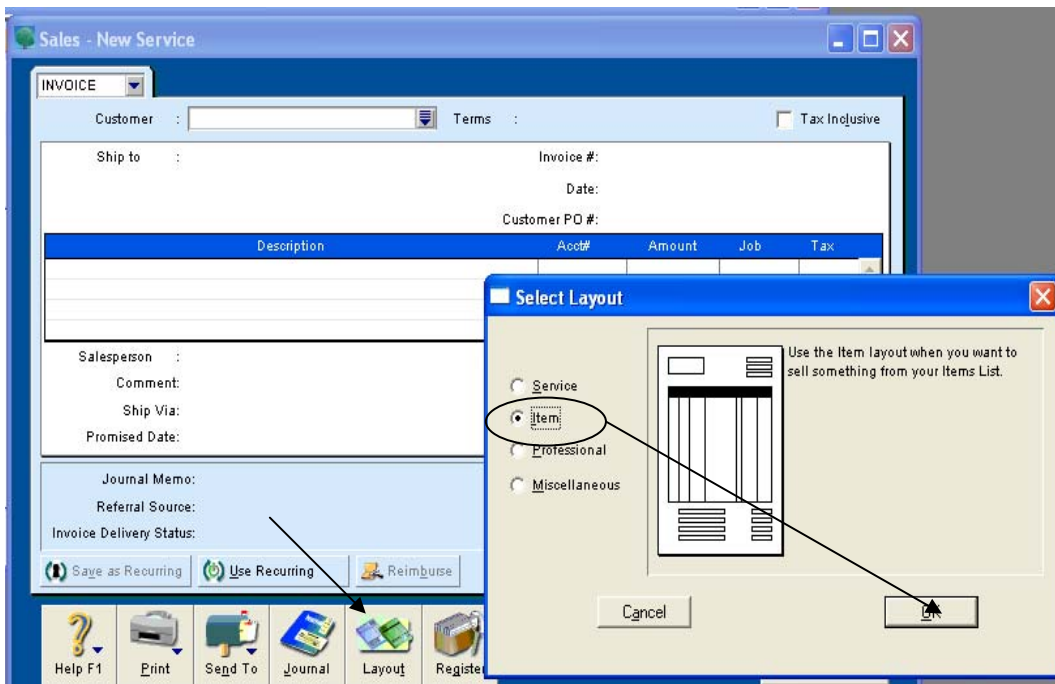 Sales - New Service
INVOICE
Customer :
Terms :
Tax Inclusive
Ship to :
Invoice #:
Date:
Customer PO #:
Description Acct# Amount Job Tax
Salesperson :
Comment:
Ship Via:
Promised Date:
Journal Memo:
Referral Source:
Invoice Delivery Status:
Save as Recurring Use Recurring Reimburse
Help F1 Print Send To Journal Layout Register
Select Layout
Service
Item
Professional
Miscellaneous
Use the Item layout when you want to
sell something from your Items List.
Cancel OK